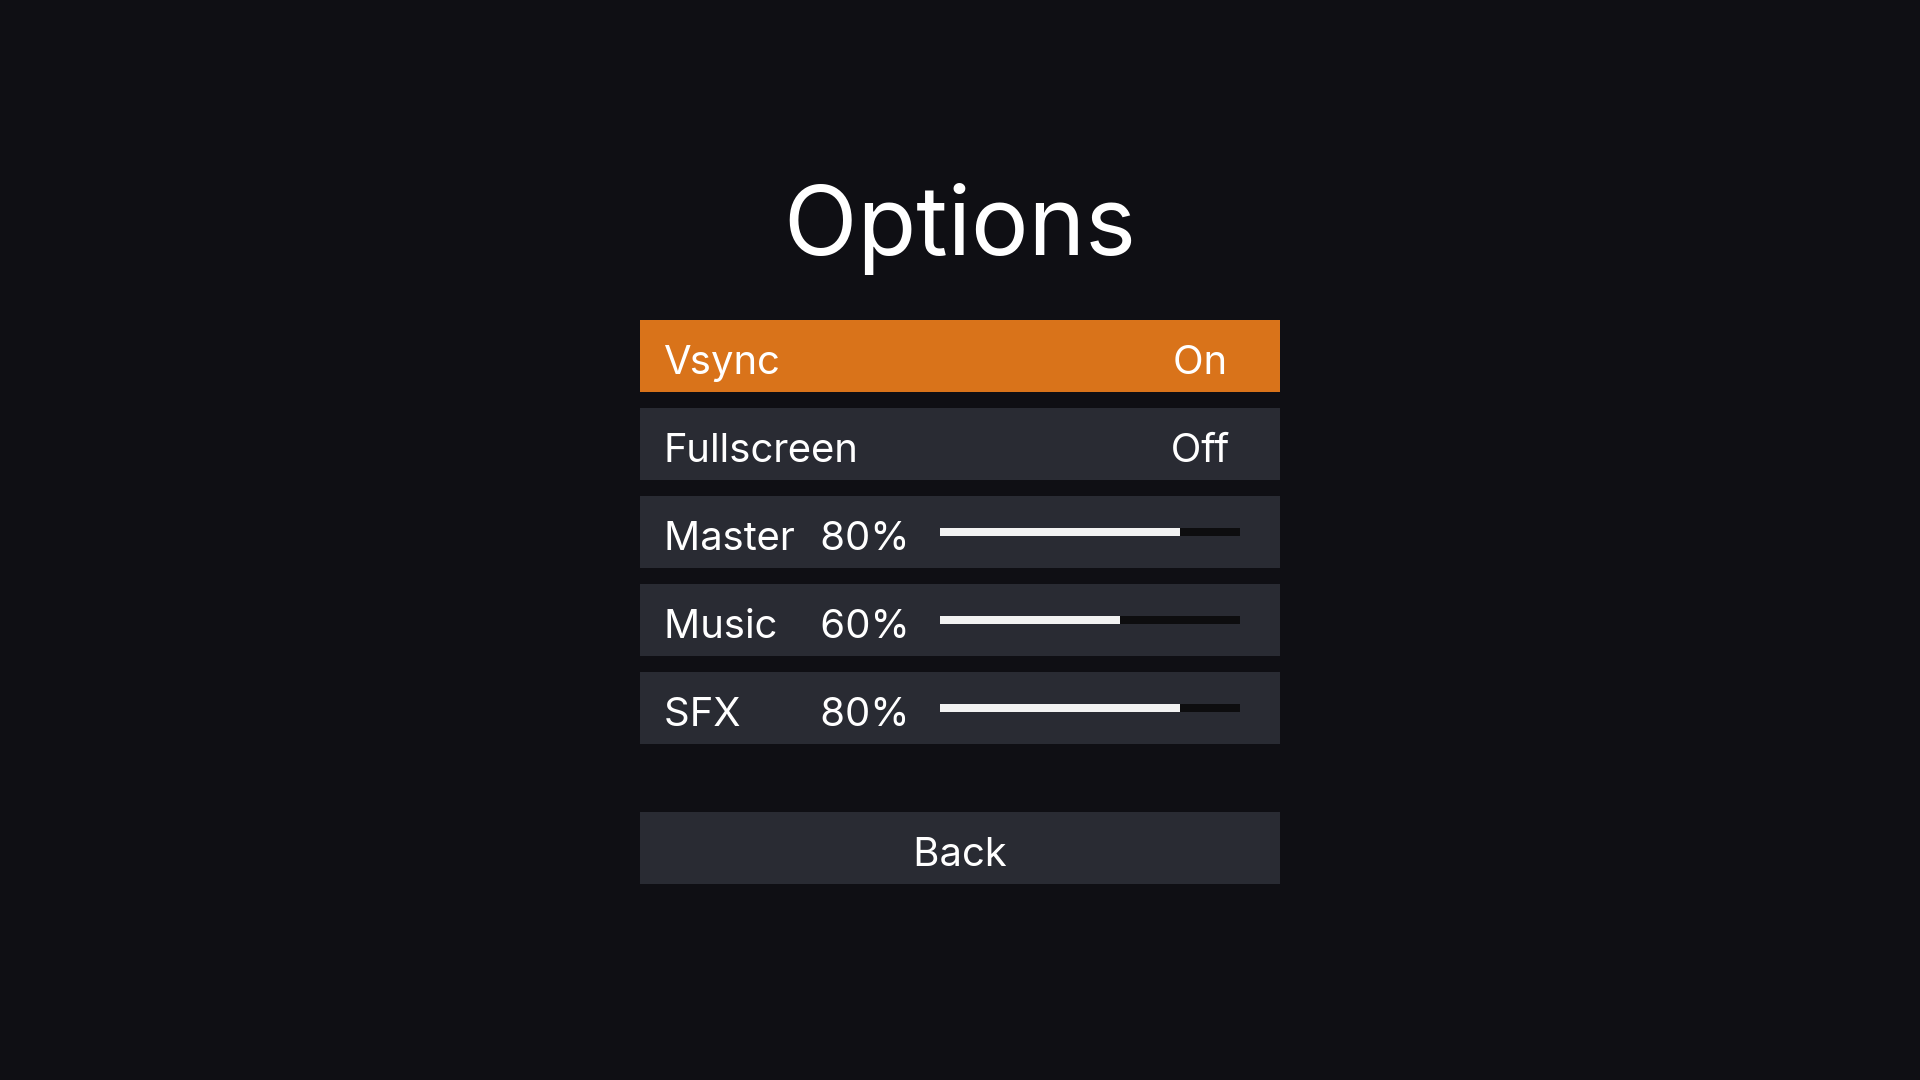 Options
Vsync On
Fullscreen Off
Master 80%
Music 60%
SFX 80%
Back